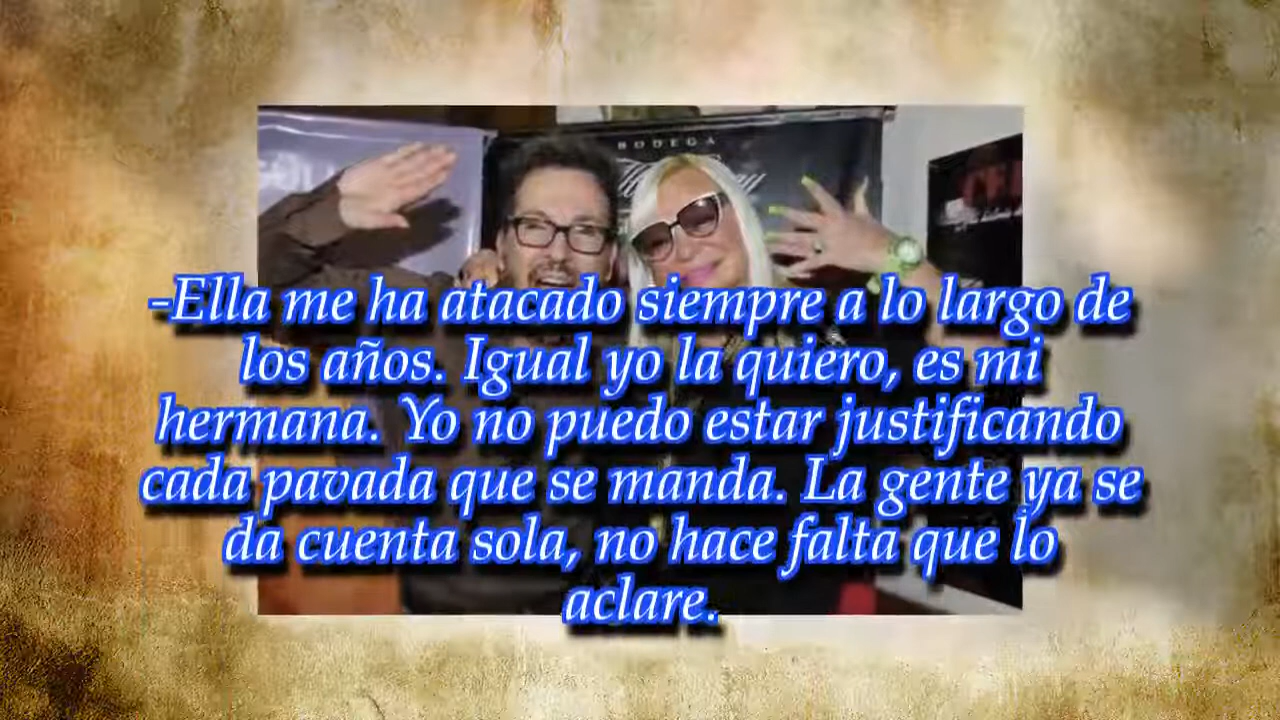 BODEGA
-Ella me ha atacado siempre a lo largo de
los años. Igual yo la quiero, es mi
hermana. Yo no puedo estar justificando
cada pavada que se manda. La gente ya se
da cuenta sola, no hace falta que lo
aclare.